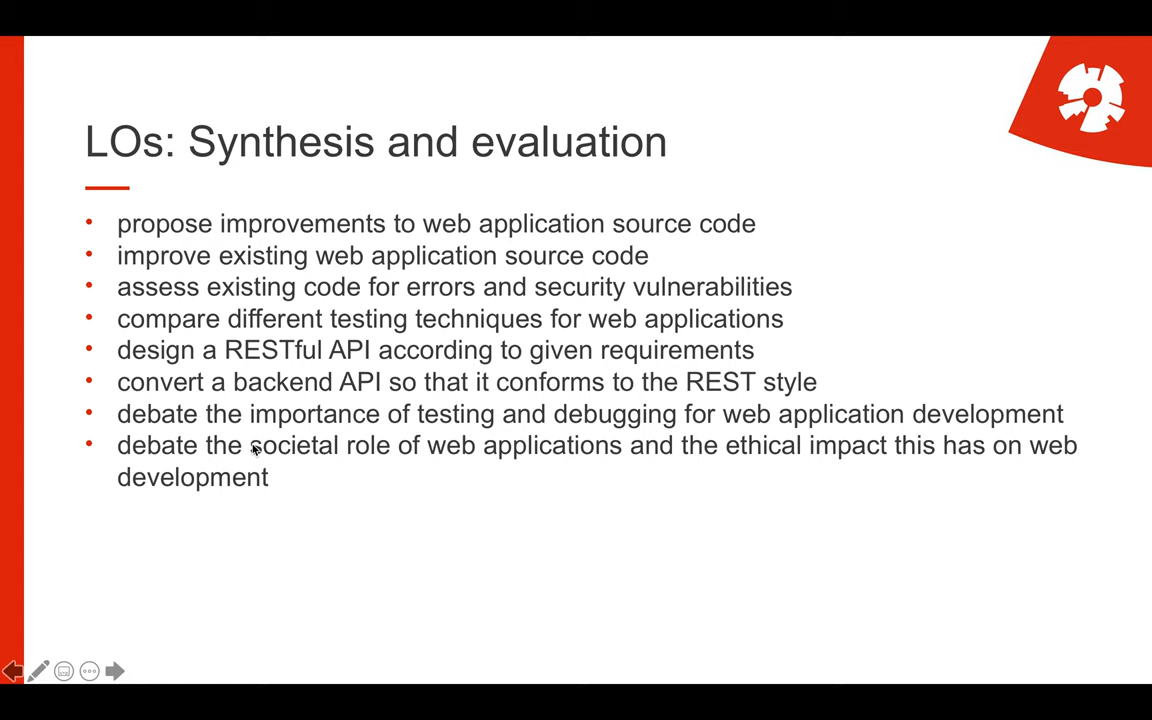 LOs: Synthesis and evaluation
• propose improvements to web application source code
• improve existing web application source code
• assess existing code for errors and security vulnerabilities
• compare different testing techniques for web applications
• design a RESTful API according to given requirements
• convert a backend API so that it conforms to the REST style
• debate the importance of testing and debugging for web application development
• debate the societal role of web applications and the ethical impact this has on web
development